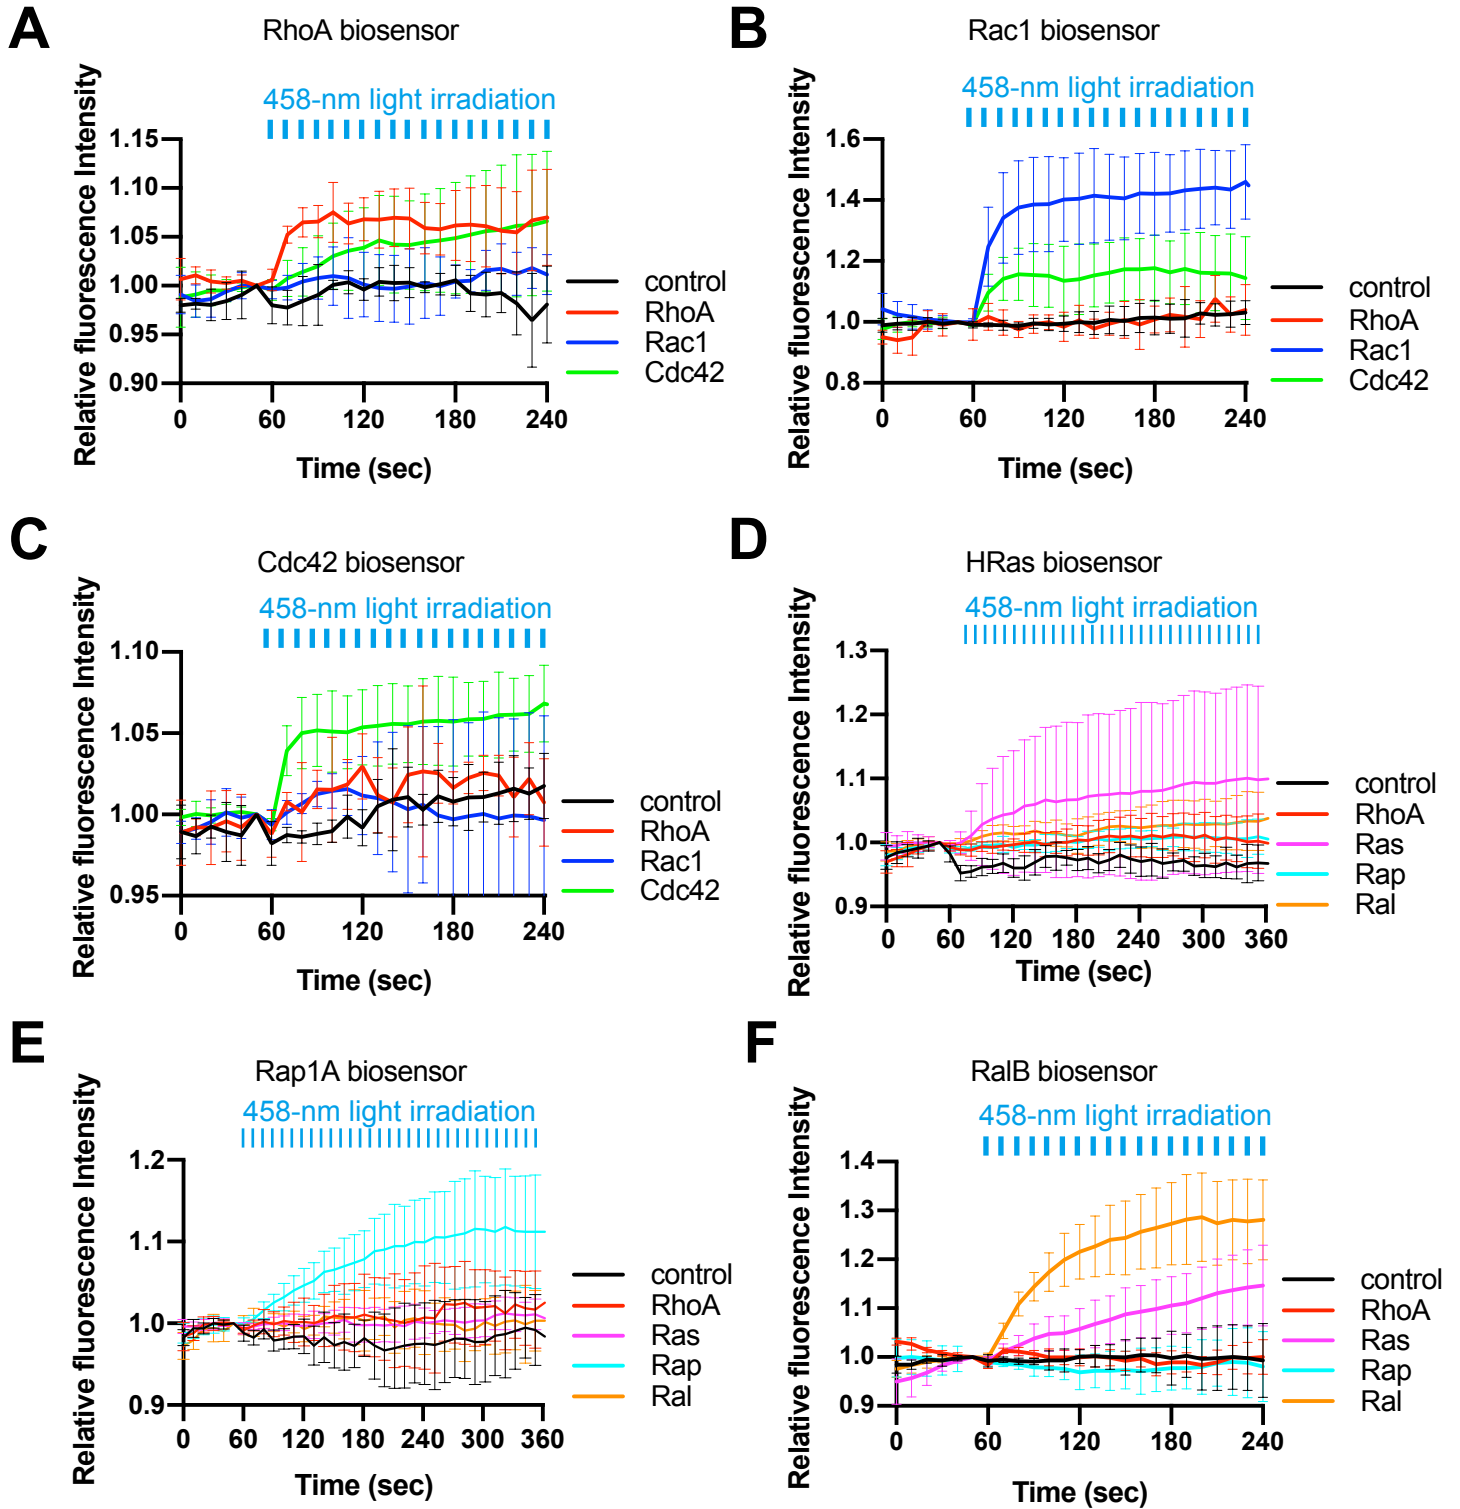 A
RhoA biosensor
458-nm light irradiation
Relative fluorescence Intensity
1.15
1.10
1.05
1.00
0.95
0.90
0 60 120 180 240
Time (sec)
control
RhoA
Rac1
Cdc42
B
Rac1 biosensor
458-nm light irradiation
Relative fluorescence Intensity
1.6
1.4
1.2
1.0
0.8
0 60 120 180 240
Time (sec)
control
RhoA
Rac1
Cdc42
C
Cdc42 biosensor
458-nm light irradiation
Relative fluorescence Intensity
1.10
1.05
1.00
0.95
0 60 120 180 240
Time (sec)
control
RhoA
Rac1
Cdc42
D
HRas biosensor
458-nm light irradiation
Relative fluorescence Intensity
1.3
1.2
1.1
1.0
0.9
0 60 120 180 240 300 360
Time (sec)
control
RhoA
Ras
Rap
Ral
E
Rap1A biosensor
458-nm light irradiation
Relative fluorescence Intensity
1.2
1.1
1.0
0.9
0 60 120 180 240 300 360
Time (sec)
control
RhoA
Ras
Rap
Ral
F
RalB biosensor
458-nm light irradiation
Relative fluorescence Intensity
1.4
1.3
1.2
1.1
1.0
0.9
0 60 120 180 240
Time (sec)
control
RhoA
Ras
Rap
Ral